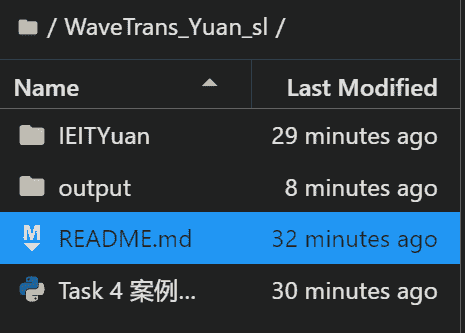 / WaveTrans_Yuan_sl /
Name Last Modified
IEITYuan 29 minutes ago
output 8 minutes ago
README.md 32 minutes ago
Task 4 案例... 30 minutes ago